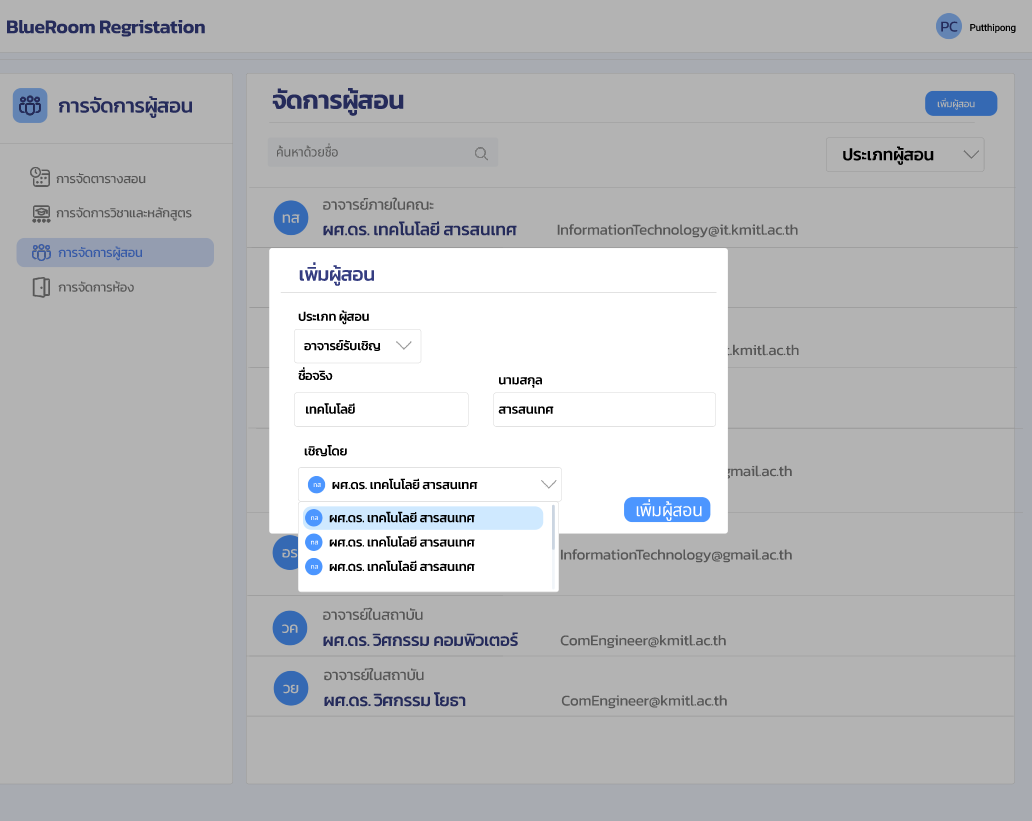 BlueRoom Regristation
PC Putthipong
การจัดการผู้สอน
การจัดตารางสอน
การจัดการวิชาและหลักสูตร
การจัดการผู้สอน
การจัดการห้อง
จัดการผู้สอน
เพิ่มผู้สอน
ค้นหาด้วยชื่อ
ประเภทผู้สอน
ทส
อาจารย์ภายในคณะ
ผศ.ดร. เทคโนโลยี สารสนเทศ
InformationTechnology@it.kmitl.ac.th
เพิ่มผู้สอน
ประเภท ผู้สอน
อาจารย์รับเชิญ
ชื่อจริง
นามสกุล
เทคโนโลยี
สารสนเทศ
เชิญโดย
ทส ผศ.ดร. เทคโนโลยี สารสนเทศ
เพิ่มผู้สอน
ทส ผศ.ดร. เทคโนโลยี สารสนเทศ
ทส ผศ.ดร. เทคโนโลยี สารสนเทศ
ทส ผศ.ดร. เทคโนโลยี สารสนเทศ
.kmitl.ac.th
gmail.ac.th
อร
InformationTechnology@gmail.ac.th
วค
อาจารย์ในสถาบัน
ผศ.ดร. วิศกรรม คอมพิวเตอร์
ComEngineer@kmitl.ac.th
วย
อาจารย์ในสถาบัน
ผศ.ดร. วิศกรรม โยธา
ComEngineer@kmitl.ac.th